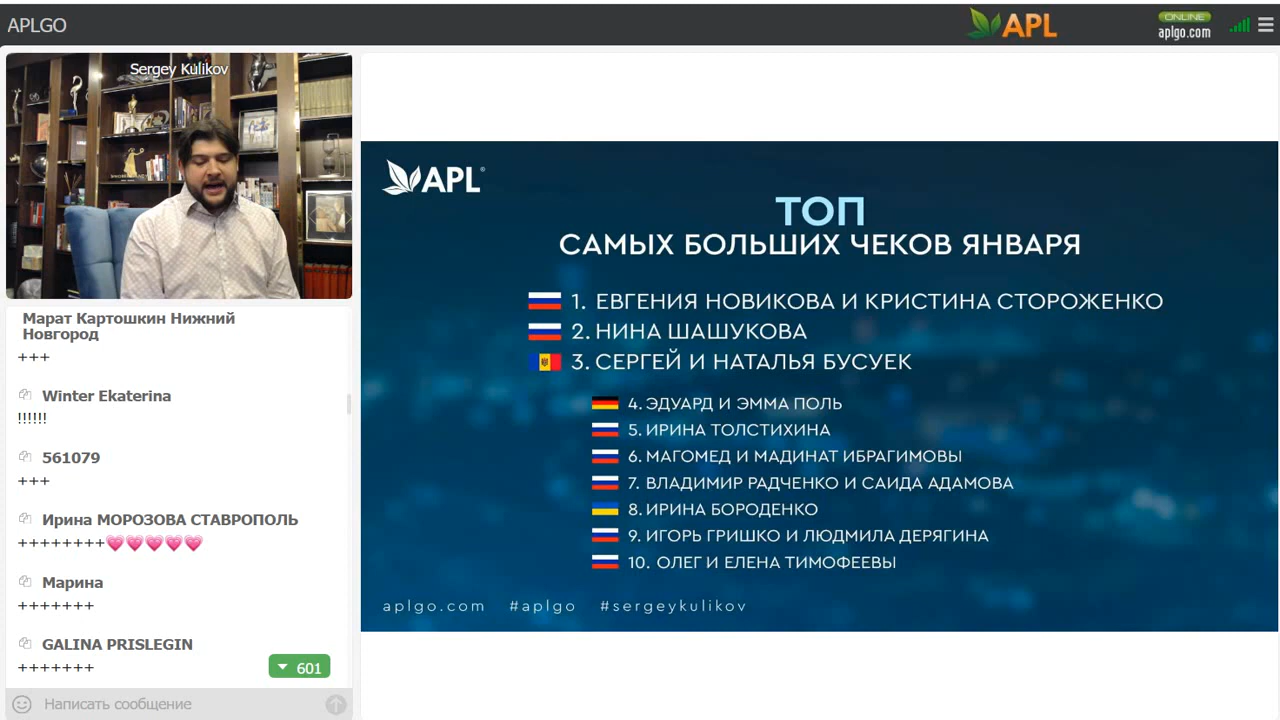 APLGO
APL
ONLINE
aplgo.com
Sergey Kulikov
Марат Картошкин Нижний
Новгород
+++
Winter Ekaterina
!!!!!!
561079
+++
Ирина МОРОЗОВА СТАВРОПОЛЬ
++++++++💗💗💗💗💗
Марина
+++++++
GALINA PRISLEGIN
+++++++
601
Написать сообщение
APL®
ТОП
САМЫХ БОЛЬШИХ ЧЕКОВ ЯНВАРЯ
1. ЕВГЕНИЯ НОВИКОВА И КРИСТИНА СТОРОЖЕНКО
2. НИНА ШАШУКОВА
3. СЕРГЕЙ И НАТАЛЬЯ БУСУЕК
4. ЭДУАРД И ЭММА ПОЛЬ
5. ИРИНА ТОЛСТИХИНА
6. МАГОМЕД И МАДИНАТ ИБРАГИМОВЫ
7. ВЛАДИМИР РАДЧЕНКО И САИДА АДАМОВА
8. ИРИНА БОРОДЕНКО
9. ИГОРЬ ГРИШКО И ЛЮДМИЛА ДЕРЯГИНА
10. ОЛЕГ И ЕЛЕНА ТИМОФЕЕВЫ
aplgo.com #aplgo #sergeykulikov